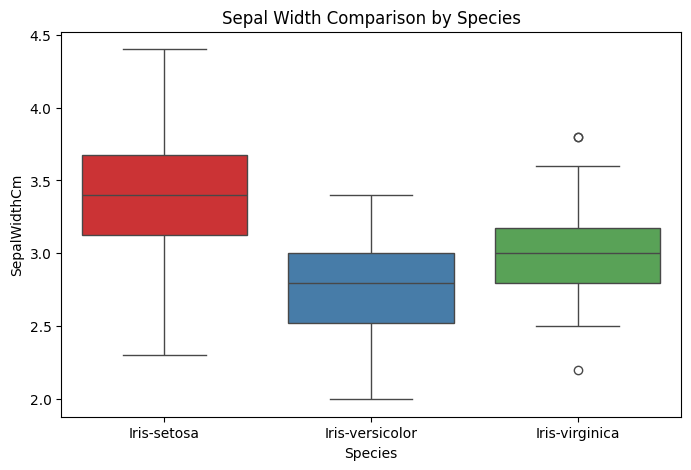 Sepal Width Comparison by Species
4.5
4.0
3.5
3.0
2.5
2.0
SepalWidthCm
Iris-setosa
Iris-versicolor
Iris-virginica
Species